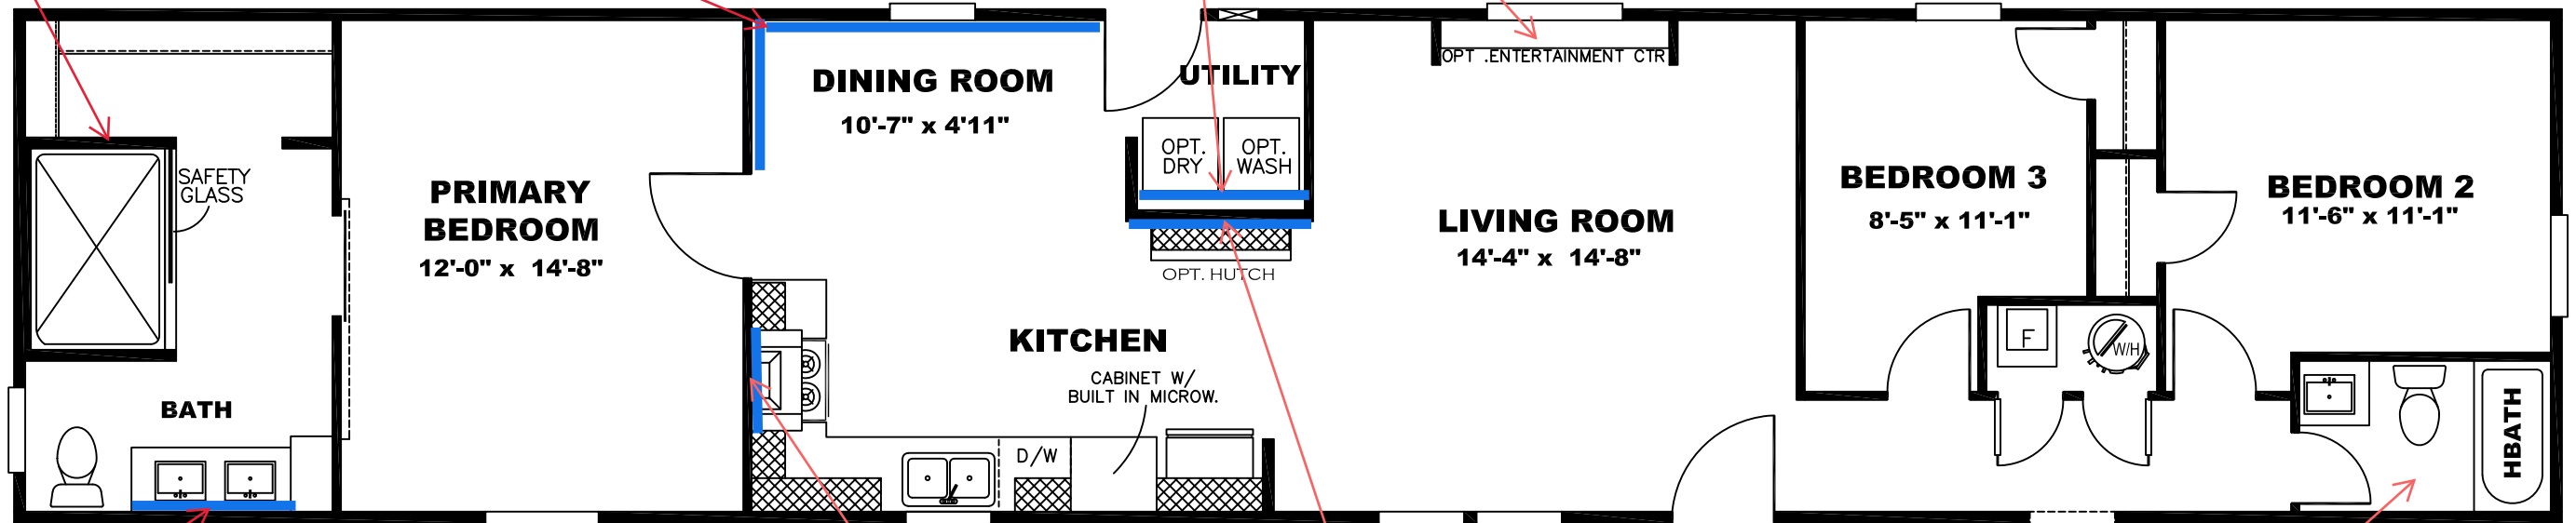 SAFETY
GLASS
BATH
PRIMARY
BEDROOM
12'-0" x 14'-8"
DINING ROOM
10'-7" x 4'11"
UTILITY
OPT.
DRY
OPT.
WASH
OPT. HUTCH
KITCHEN
CABINET W/
BUILT IN MICROW.
D/W
OPT .ENTERTAINMENT CTR
LIVING ROOM
14'-4" x 14'-8"
BEDROOM 3
8'-5" x 11'-1"
F
W/H
BEDROOM 2
11'-6" x 11'-1"
HBATH